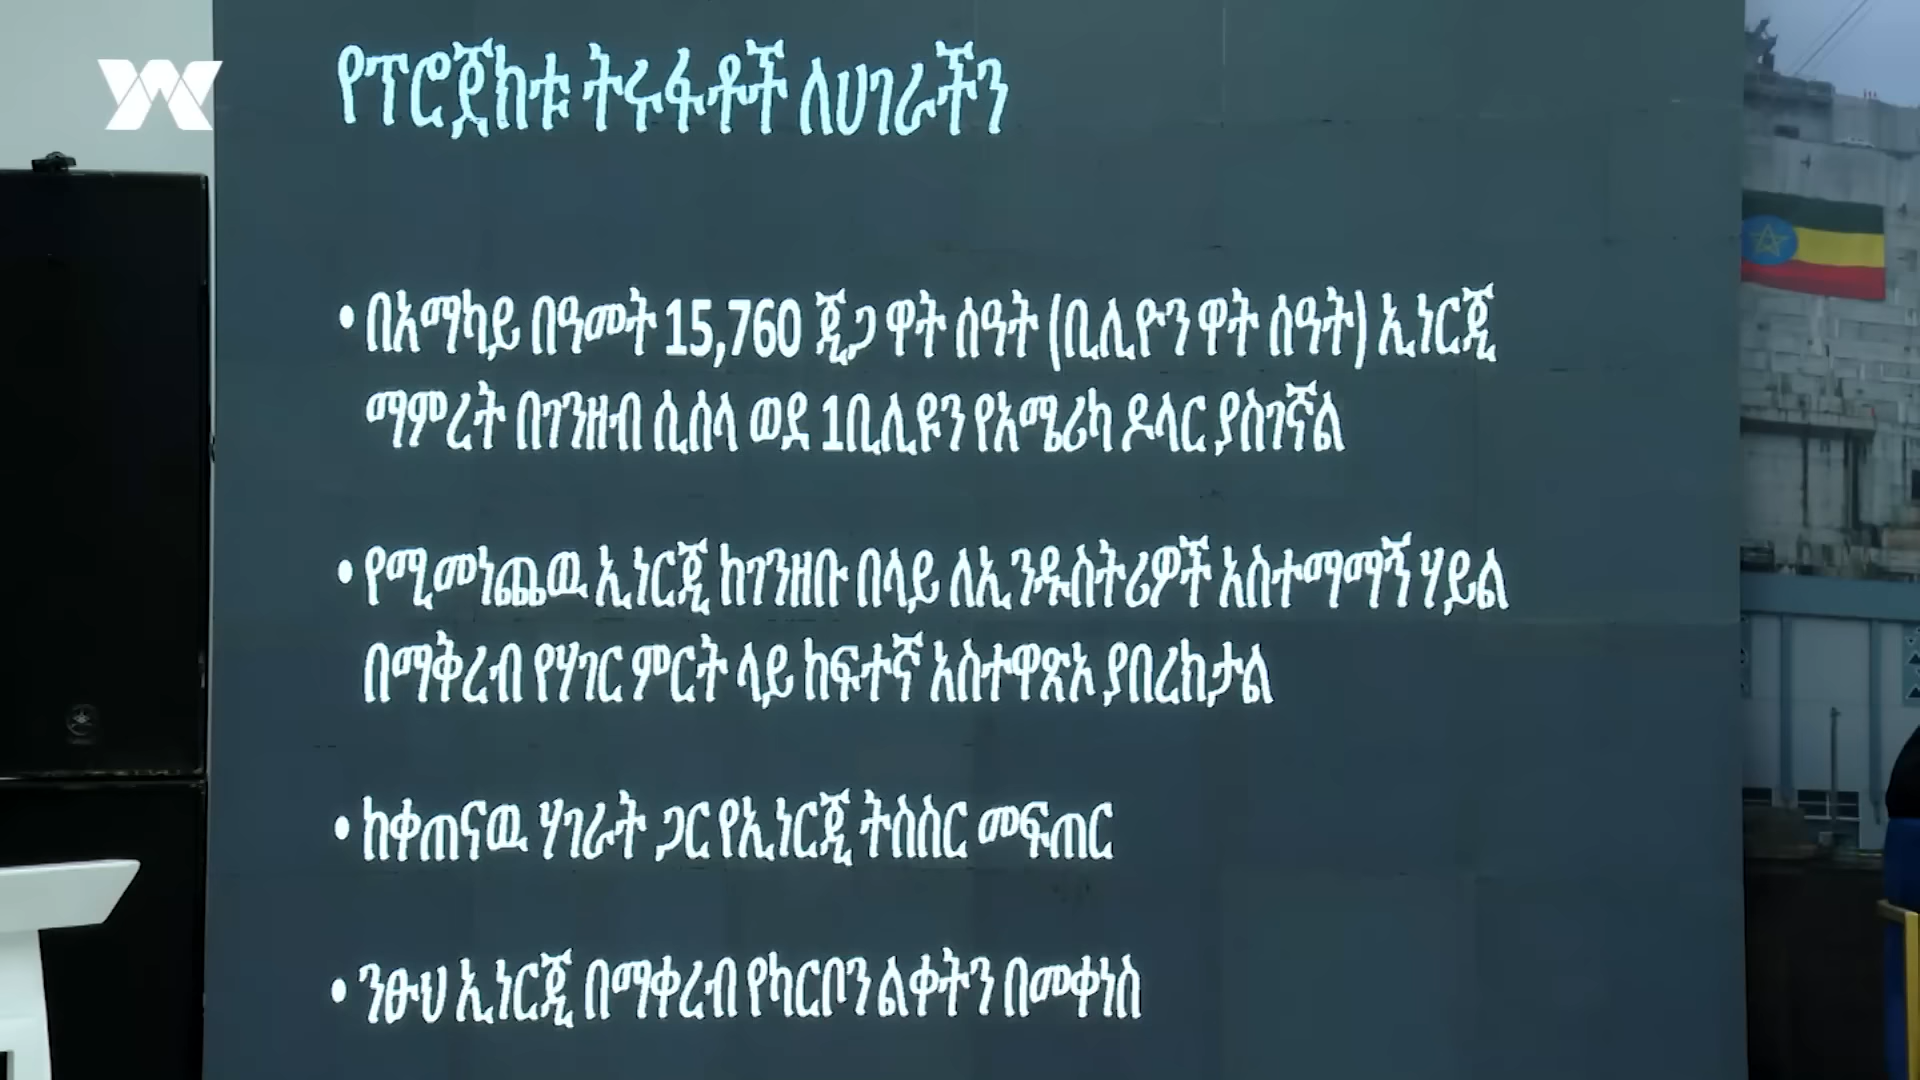 የፕሮጀክቱ ትሩፋቶች ለሀገራችን
• በአማካይ በዓመት 15,760 ጂጋ ዋት ሰዓት (ቢሊዮን ዋት ሰዓት) ኢነርጂ
ማምረት በገንዘብ ሲሰላ ወደ 1ቢሊዩን የአሜሪካ ዶላር ያስገኛል
• የሚመነጨዉ ኢነርጂ ከገንዘቡ በላይ ለኢንዱስትሪዎች አስተማማኝ ሃይል
በማቅረብ የሃገር ምርት ላይ ከፍተኛ አስተዋጽኦ ያበረክታል
• ከቀጠናዉ ሃገራት ጋር የኢነርጂ ትስስር መፍጠር
• ንፁህ ኢነርጂ በማቀረብ የካርቦን ልቀትን በመቀነስ